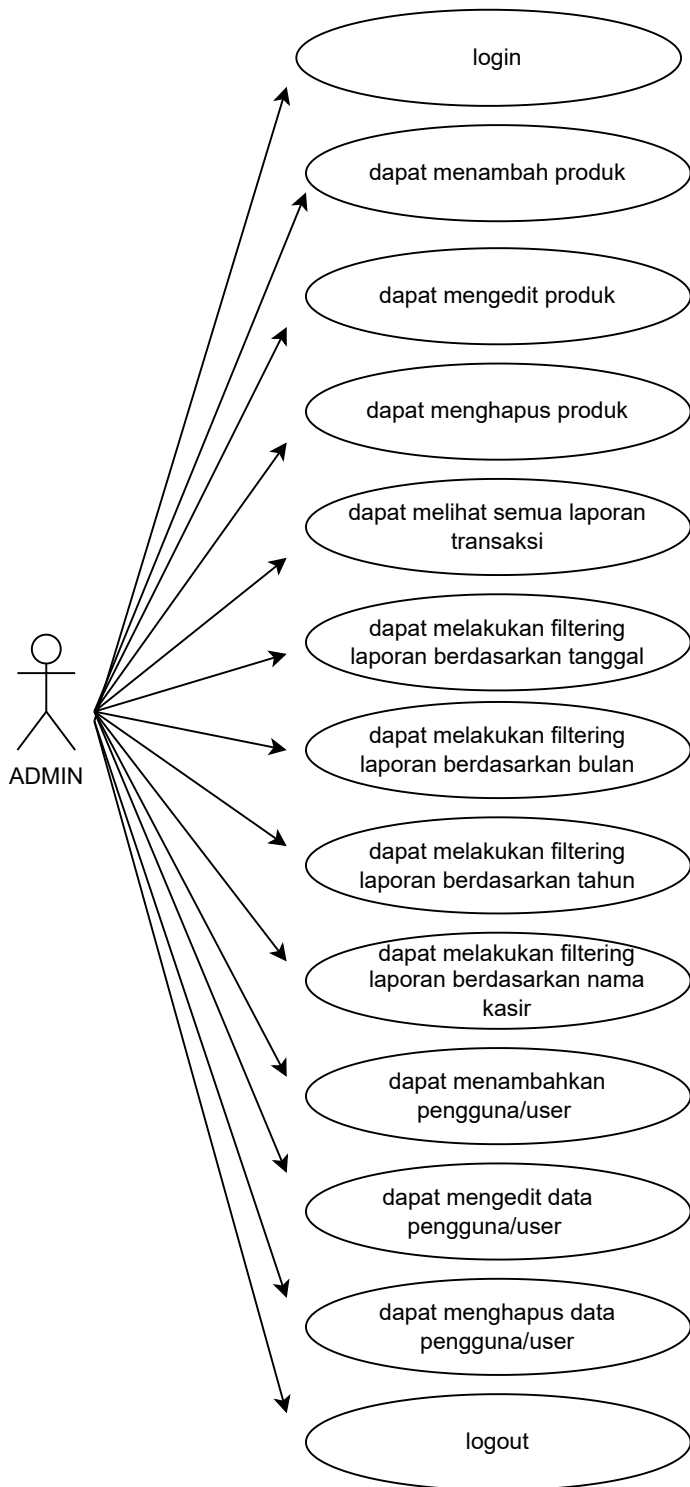 login
dapat menambah produk
dapat mengedit produk
dapat menghapus produk
dapat melihat semua laporan
transaksi
dapat melakukan filtering
laporan berdasarkan tanggal
dapat melakukan filtering
laporan berdasarkan bulan
ADMIN
dapat melakukan filtering
laporan berdasarkan tahun
dapat melakukan filtering
laporan berdasarkan nama
kasir
dapat menambahkan
pengguna/user
dapat mengedit data
pengguna/user
dapat menghapus data
pengguna/user
logout